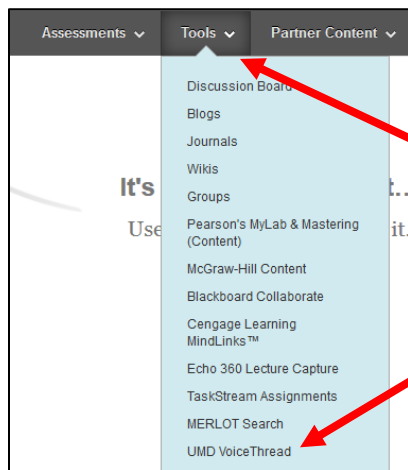 Assessments Tools Partner Content
Discussion Board
Blogs
Journals
Wikis
It's t...
Groups
Use it.
Pearson's MyLab & Mastering
(Content)
McGraw-Hill Content
Blackboard Collaborate
Cengage Learning
MindLinks™
Echo 360 Lecture Capture
TaskStream Assignments
MERLOT Search
UMD VoiceThread